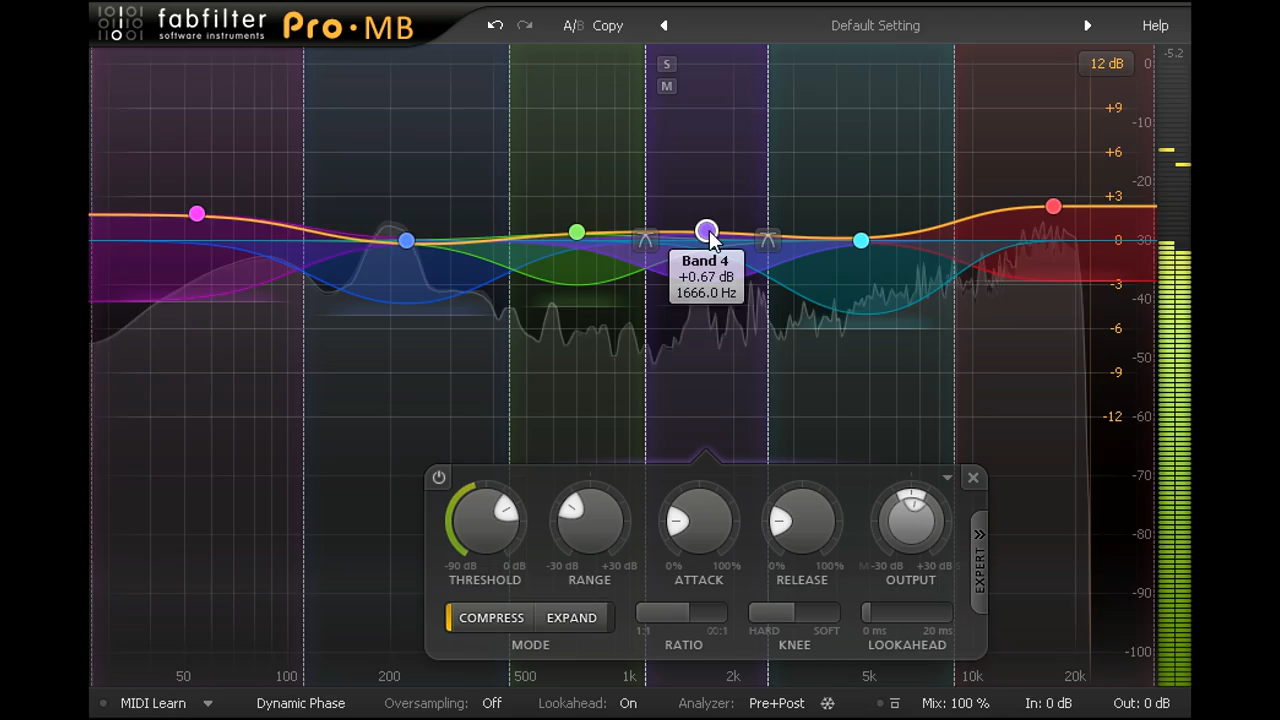 fabfilter
software instruments
Pro·MB
A/B Copy
Default Setting
Help
S
M
12 dB
-5.2
0
+9
-10
+6
-20
+3
0
-30
-3
-40
-6
-50
-9
-12
-60
-70
-80
-90
-100
Band 4
+0.67 dB
1666.0 Hz
-90 dB 0 dB
THRESHOLD
-30 dB +30 dB
RANGE
0% 100%
ATTACK
0% 100%
RELEASE
-30 dB +30 dB
OUTPUT
EXPERT
COMPRESS EXPAND
MODE
1:1 ∞:1
RATIO
HARD SOFT
KNEE
0 ms 20 ms
LOOKAHEAD
50 100 200 500 1k 2k 5k 10k 20k
MIDI Learn
Dynamic Phase
Oversampling: Off
Lookahead: On
Analyzer: Pre+Post
Mix: 100 %
In: 0 dB
Out: 0 dB